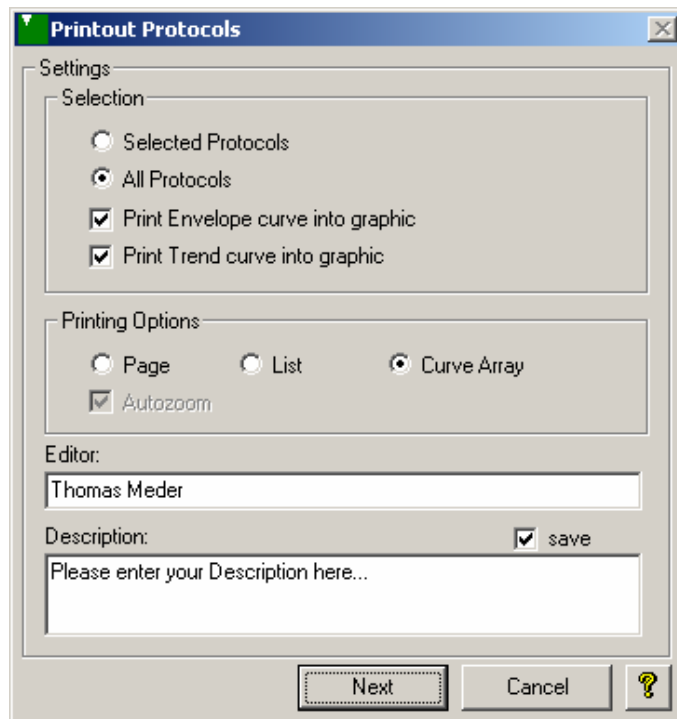 Printout Protocols
Settings
Selection
Selected Protocols
All Protocols
Print Envelope curve into graphic
Print Trend curve into graphic
Printing Options
Page List Curve Array
Autozoom
Editor:
Thomas Meder
Description: save
Please enter your Description here...
Next Cancel ?